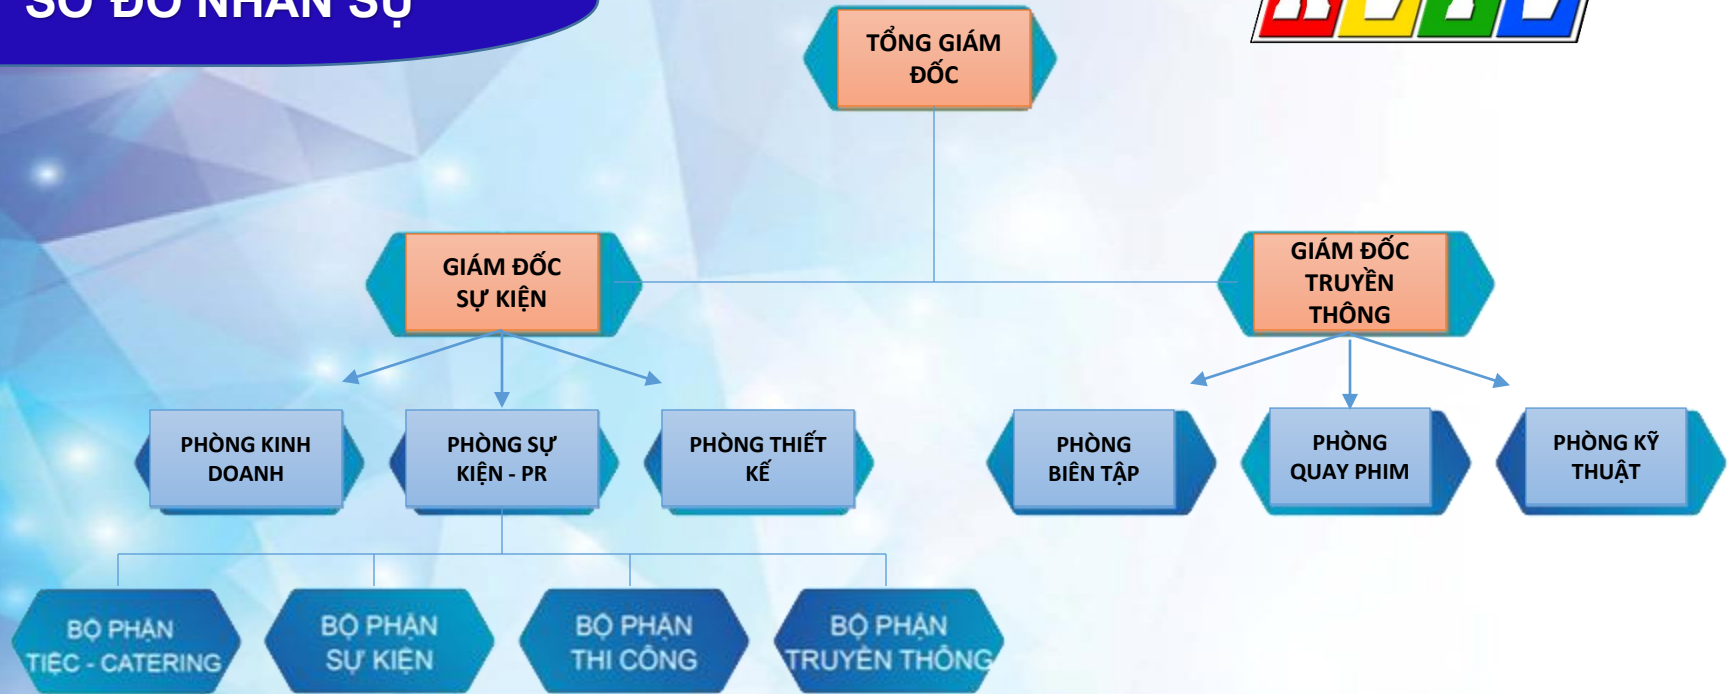 SƠ ĐỒ NHÂN SỰ
TỔNG GIÁM
ĐỐC
GIÁM ĐỐC
SỰ KIỆN
GIÁM ĐỐC
TRUYỀN
THÔNG
PHÒNG KINH
DOANH
PHÒNG SỰ
KIỆN - PR
PHÒNG THIẾT
KẾ
PHÒNG
BIÊN TẬP
PHÒNG
QUAY PHIM
PHÒNG KỸ
THUẬT
BỘ PHẬN
TIỆC - CATERING
BỘ PHẬN
SỰ KIỆN
BỘ PHẬN
THI CÔNG
BỘ PHẬN
TRUYỀN THÔNG